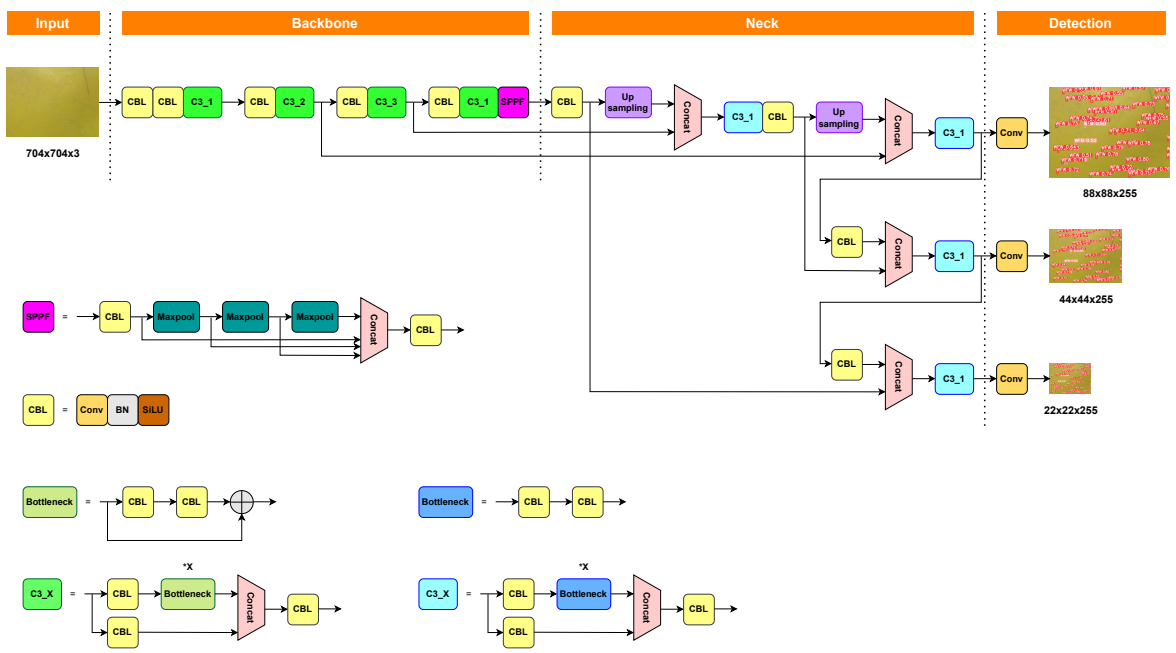 Input
Backbone
Neck
Detection
CBL CBL C3_1 CBL C3_2 CBL C3_3 CBL C3_1 SPPF CBL Up sampling Concat C3_1 CBL Up sampling Concat C3_1 Conv
704x704x3
88x88x255
CBL Concat C3_1 Conv
44x44x255
SPPF = CBL Maxpool Maxpool Maxpool Concat CBL
CBL Concat C3_1 Conv
22x22x255
CBL = Conv BN SiLU
Bottleneck = CBL CBL
Bottleneck = CBL CBL
*X
C3_X = CBL Bottleneck Concat CBL
CBL
*X
C3_X = CBL Bottleneck Concat CBL
CBL